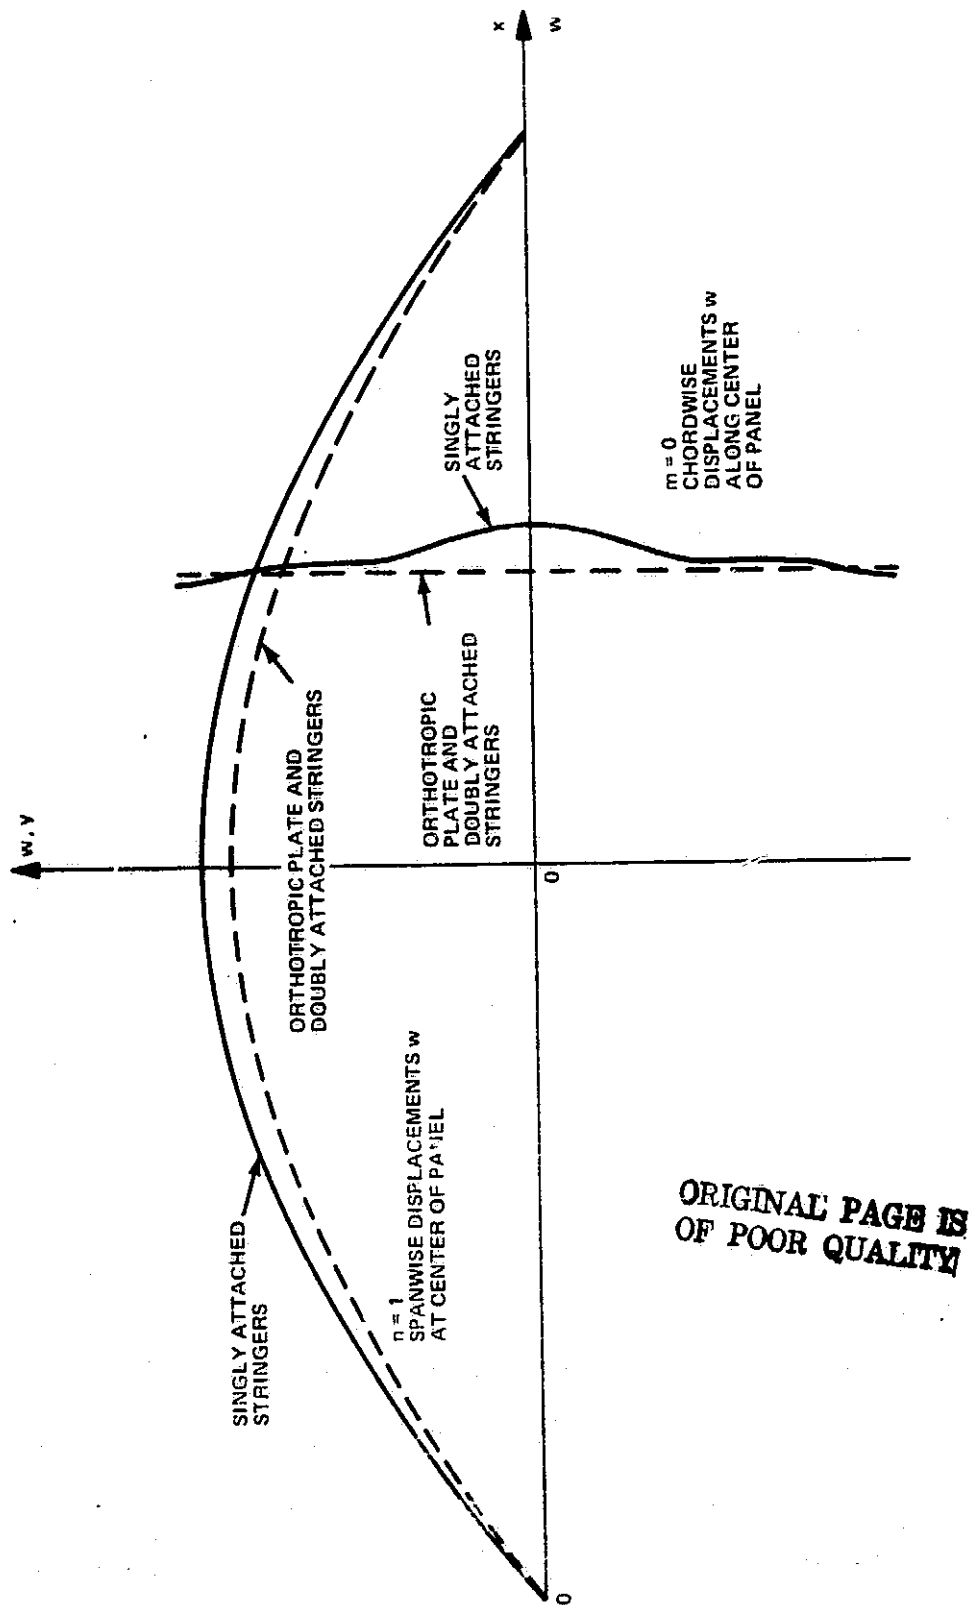 w, y
x
w
SINGLY ATTACHED
STRINGERS
ORTHOTROPIC PLATE AND
DOUBLY ATTACHED STRINGERS
n = 1
SPANWISE DISPLACEMENTS w
AT CENTER OF PANEL
ORTHOTROPIC
PLATE AND
DOUBLY ATTACHED
STRINGERS
SINGLY
ATTACHED
STRINGERS
m = 0
CHORDWISE
DISPLACEMENTS w
ALONG CENTER
OF PANEL
0
0
ORIGINAL PAGE IS
OF POOR QUALITY